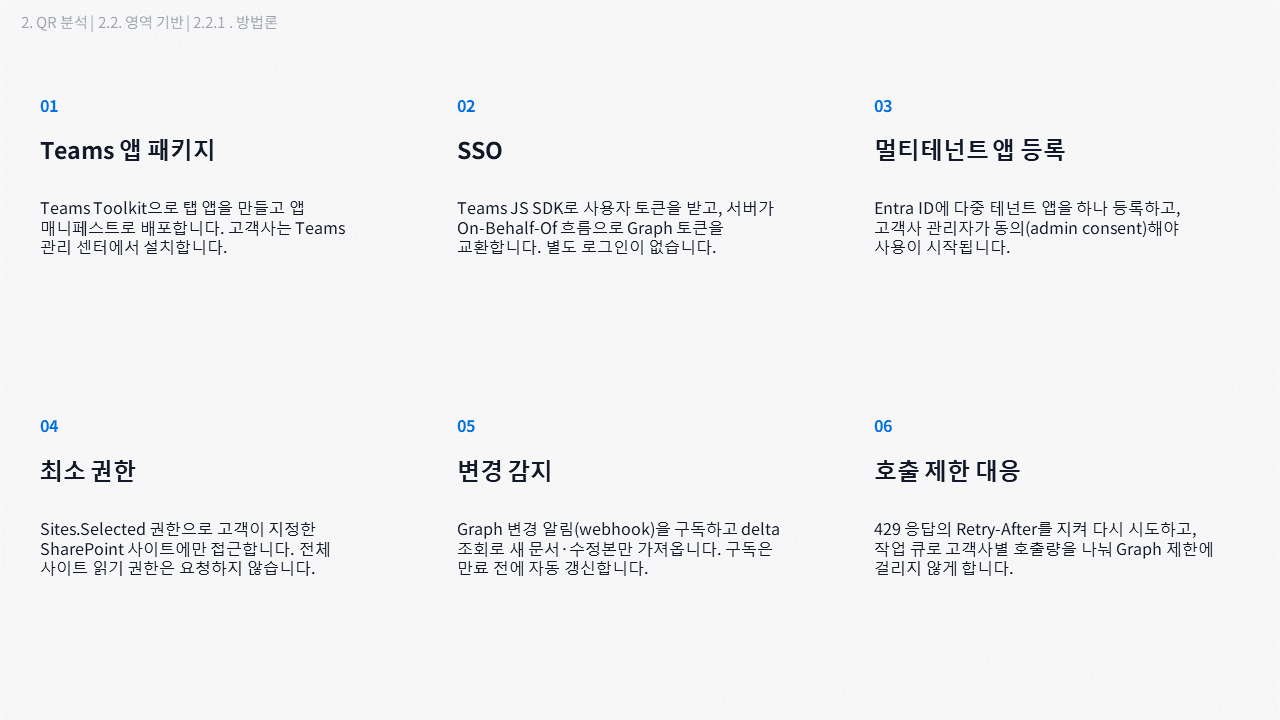 2. QR 분석 | 2.2. 영역 기반 | 2.2.1 . 방법론
01
Teams 앱 패키지
Teams Toolkit으로 탭 앱을 만들고 앱
매니페스트로 배포합니다. 고객사는 Teams
관리 센터에서 설치합니다.
02
SSO
Teams JS SDK로 사용자 토큰을 받고, 서버가
On-Behalf-Of 흐름으로 Graph 토큰을
교환합니다. 별도 로그인이 없습니다.
03
멀티테넌트 앱 등록
Entra ID에 다중 테넌트 앱을 하나 등록하고,
고객사 관리자가 동의(admin consent)해야
사용이 시작됩니다.
04
최소 권한
Sites.Selected 권한으로 고객이 지정한
SharePoint 사이트에만 접근합니다. 전체
사이트 읽기 권한은 요청하지 않습니다.
05
변경 감지
Graph 변경 알림(webhook)을 구독하고 delta
조회로 새 문서·수정본만 가져옵니다. 구독은
만료 전에 자동 갱신합니다.
06
호출 제한 대응
429 응답의 Retry-After를 지켜 다시 시도하고,
작업 큐로 고객사별 호출량을 나눠 Graph 제한에
걸리지 않게 합니다.